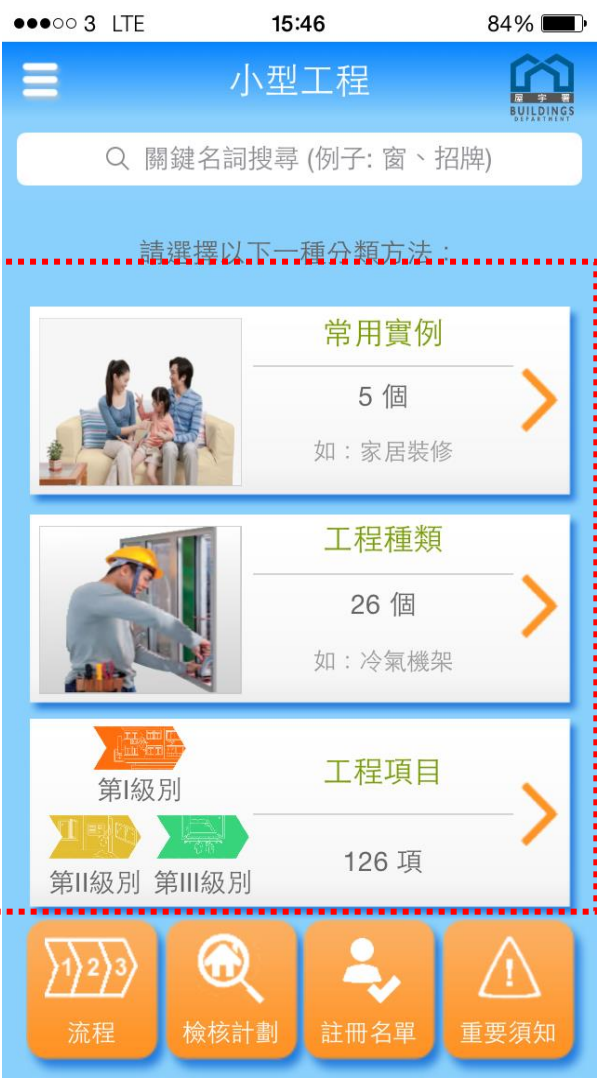 ●●●○○ 3 LTE 15:46 84%
小型工程
屋宇署
BUILDINGS
DEPARTMENT
關鍵名詞搜尋 (例子: 窗、招牌)
請選擇以下一種分類方法：
常用實例
5 個
如：家居裝修
工程種類
26 個
如：冷氣機架
第I級別
第II級別 第III級別
工程項目
126 項
1 2 3
流程 檢核計劃 註冊名單 重要須知